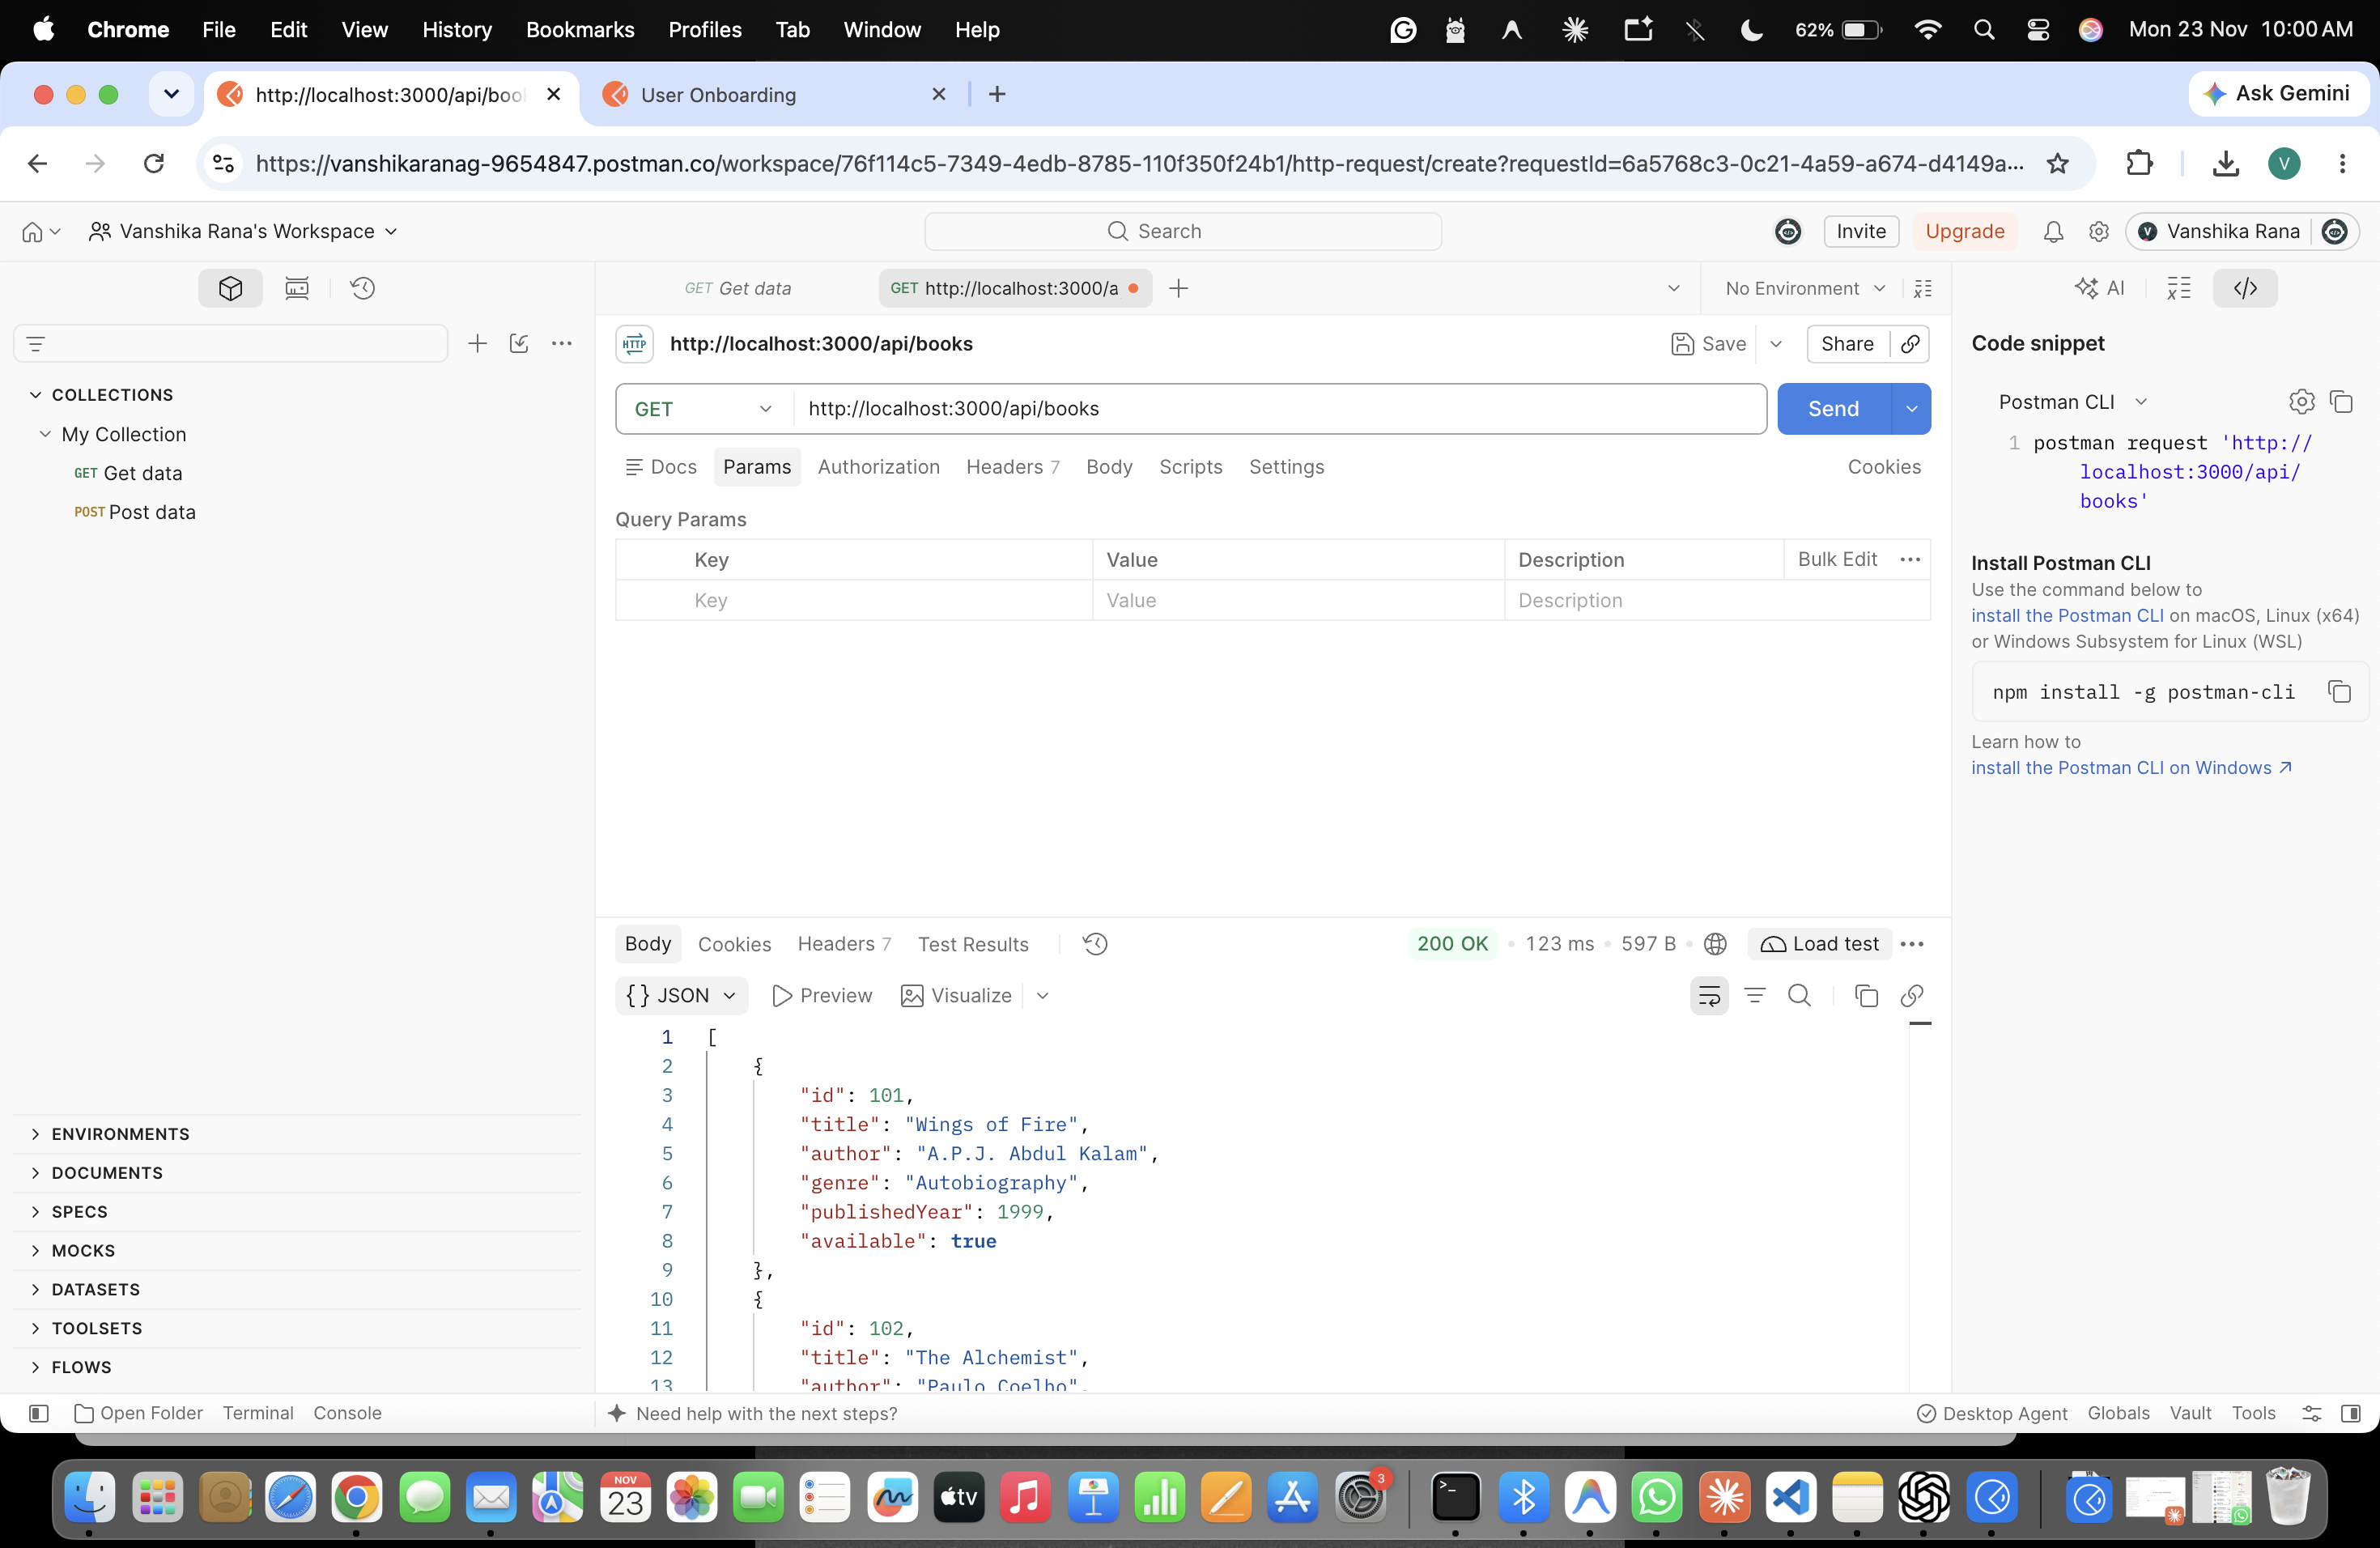 Chrome File Edit View History Bookmarks Profiles Tab Window Help 62% Mon 23 Nov 10:00 AM
http://localhost:3000/api/boo User Onboarding Ask Gemini
https://vanshikaranag-9654847.postman.co/workspace/76f114c5-7349-4edb-8785-110f350f24b1/http-request/create?requestId=6a5768c3-0c21-4a59-a674-d4149a... V
Vanshika Rana's Workspace Search Invite Upgrade V Vanshika Rana
GET Get data GET http://localhost:3000/a No Environment AI
HTTP http://localhost:3000/api/books Save Share
Code snippet
COLLECTIONS
My Collection
GET Get data
POST Post data
GET http://localhost:3000/api/books Send
Docs Params Authorization Headers 7 Body Scripts Settings Cookies
Query Params
Key Value Description Bulk Edit
Key Value Description
Postman CLI
1 postman request 'http://
localhost:3000/api/
books'
Install Postman CLI
Use the command below to
install the Postman CLI on macOS, Linux (x64)
or Windows Subsystem for Linux (WSL)
npm install -g postman-cli
Learn how to
install the Postman CLI on Windows ↗
Body Cookies Headers 7 Test Results 200 OK 123 ms 597 B Load test
{} JSON Preview Visualize
1 [
2 {
3 "id": 101,
4 "title": "Wings of Fire",
5 "author": "A.P.J. Abdul Kalam",
6 "genre": "Autobiography",
7 "publishedYear": 1999,
8 "available": true
9 },
10 {
11 "id": 102,
12 "title": "The Alchemist",
13 "author": "Paulo Coelho",
ENVIRONMENTS
DOCUMENTS
SPECS
MOCKS
DATASETS
TOOLSETS
FLOWS
Open Folder Terminal Console Need help with the next steps? Desktop Agent Globals Vault Tools
NOV
23
tv
3